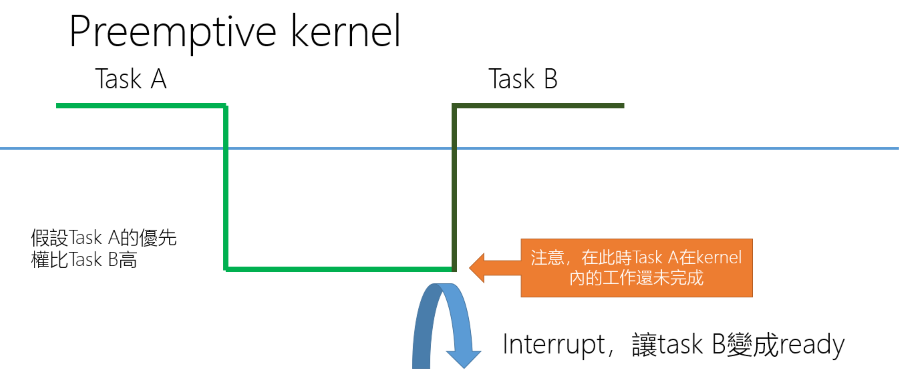 Preemptive kernel
Task A
Task B
假設Task A的優先
權比Task B高
注意，在此時Task A在kernel
內的工作還未完成
Interrupt，讓task B變成ready